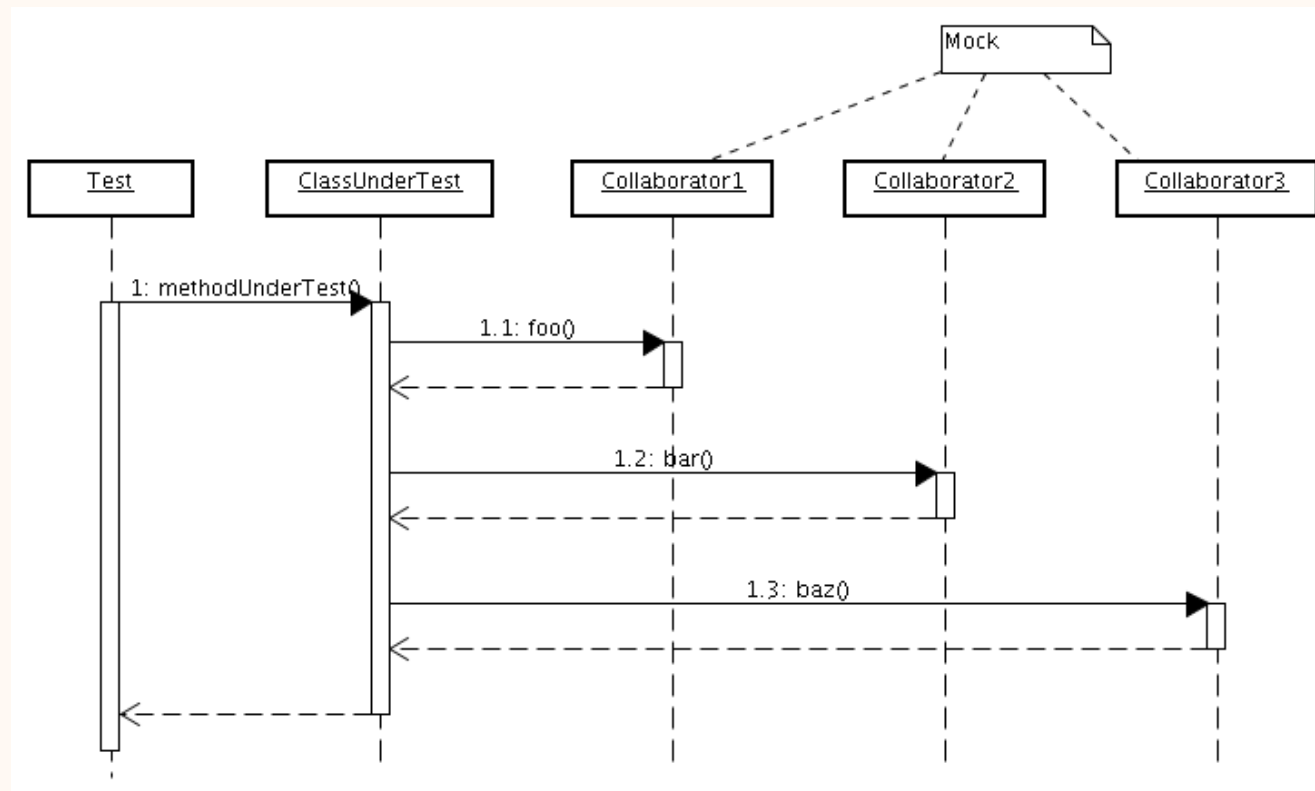 Mock
Test
ClassUnderTest
Collaborator1
Collaborator2
Collaborator3
1: methodUnderTest()
1.1: foo()
1.2: bar()
1.3: baz()